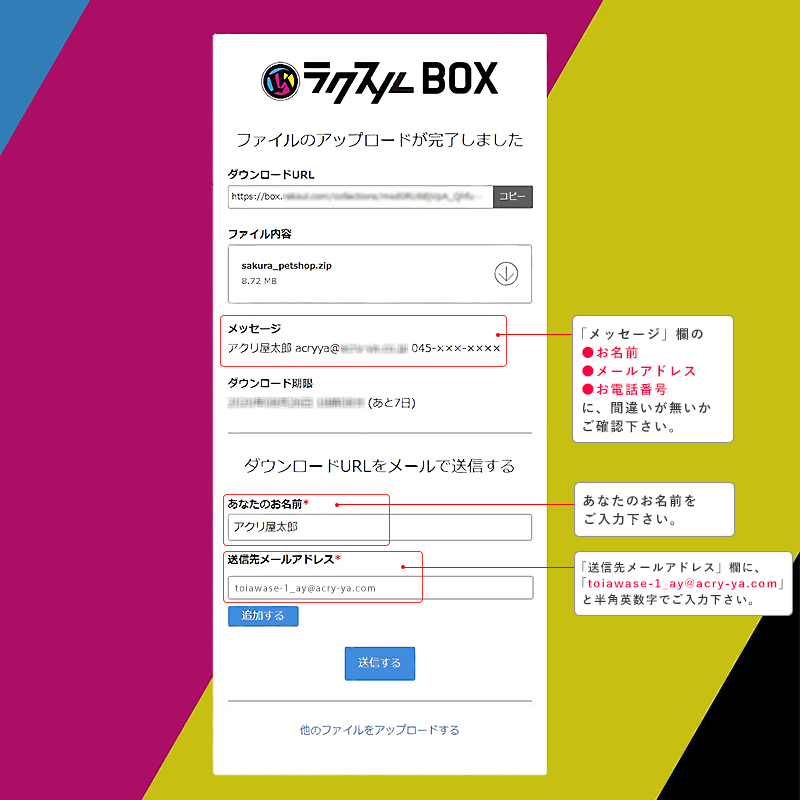 ラクスル BOX
ファイルのアップロードが完了しました
ダウンロードURL
https://box.
コピー
ファイル内容
sakura_petshop.zip
8.72 MB
メッセージ
アクリ屋太郎 acryya@ 045-×××-××××
「メッセージ」欄の
●お名前
●メールアドレス
●お電話番号
に、間違いが無いか
ご確認下さい。
ダウンロード期限
(あと7日)
ダウンロードURLをメールで送信する
あなたのお名前*
アクリ屋太郎
あなたのお名前を
ご入力下さい。
送信先メールアドレス*
toiawase-1_ay@acry-ya.com
「送信先メールアドレス」欄に、
「toiawase-1_ay@acry-ya.com」
と半角英数字でご入力下さい。
追加する
送信する
他のファイルをアップロードする